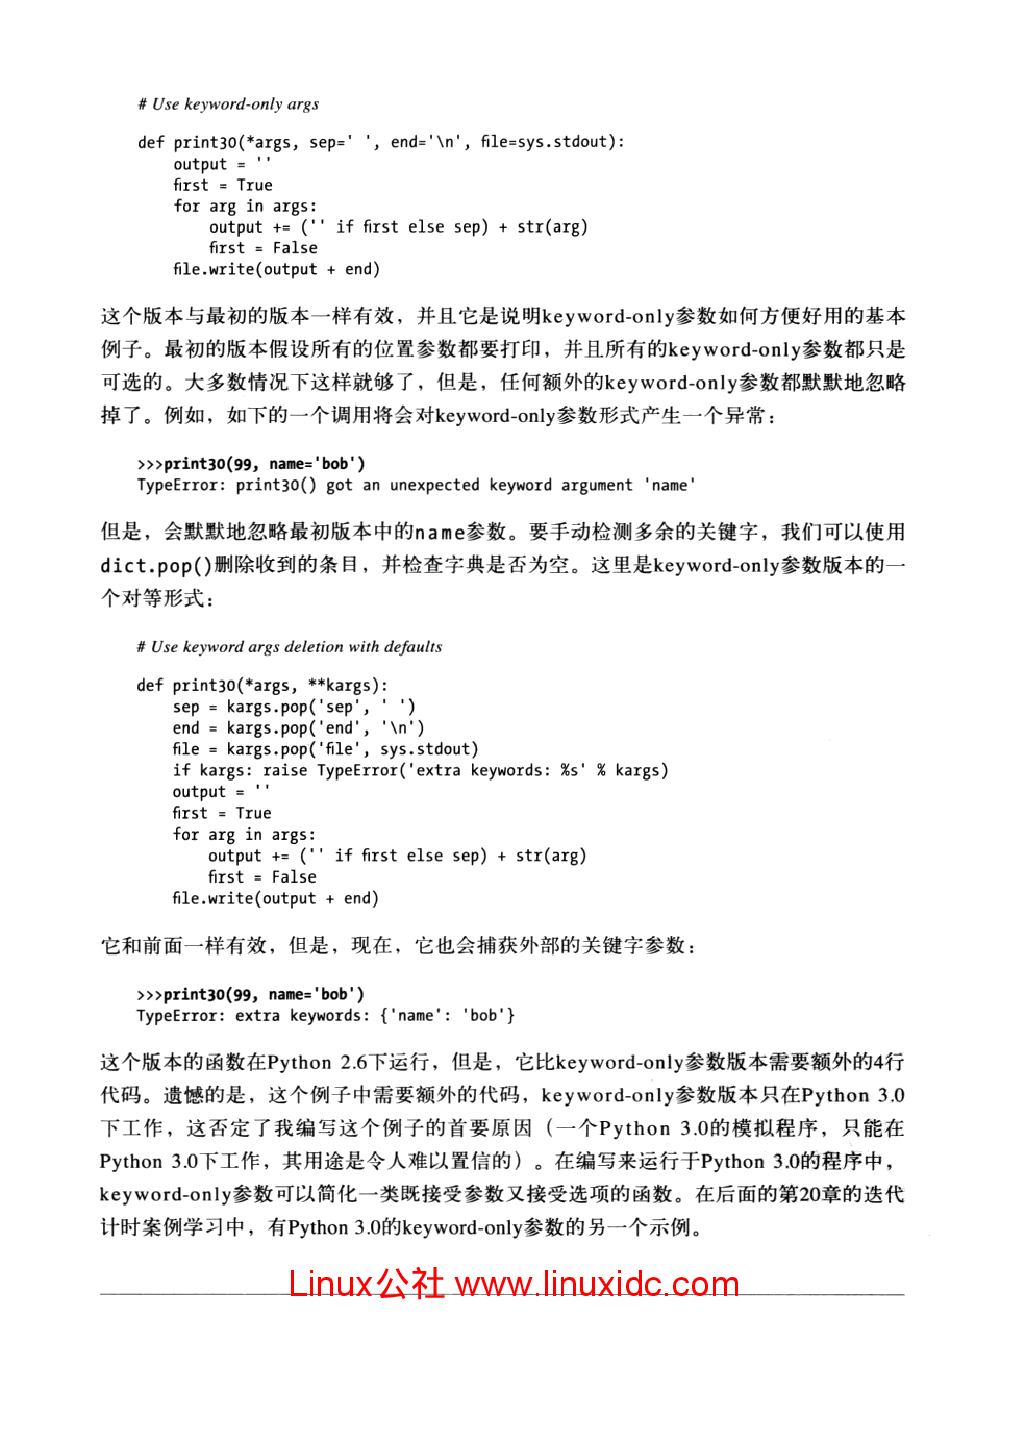 # Use keyword-only args
def print30(*args, sep=' ', end='\n', file=sys.stdout):
    output = ''
    first = True
    for arg in args:
        output += ('' if first else sep) + str(arg)
        first = False
    file.write(output + end)
这个版本与最初的版本一样有效，并且它是说明keyword-only参数如何方便好用的基本
例子。最初的版本假设所有的位置参数都要打印，并且所有的keyword-only参数都只是
可选的。大多数情况下这样就够了，但是，任何额外的keyword-only参数都默默地忽略
掉了。例如，如下的一个调用将会对keyword-only参数形式产生一个异常：
>>>print30(99, name='bob')
TypeError: print30() got an unexpected keyword argument 'name'
但是，会默默地忽略最初版本中的name参数。要手动检测多余的关键字，我们可以使用
dict.pop()删除收到的条目，并检查字典是否为空。这里是keyword-only参数版本的一
个对等形式：
# Use keyword args deletion with defaults
def print30(*args, **kargs):
    sep = kargs.pop('sep', ' ')
    end = kargs.pop('end', '\n')
    file = kargs.pop('file', sys.stdout)
    if kargs: raise TypeError('extra keywords: %s' % kargs)
    output = ''
    first = True
    for arg in args:
        output += ('' if first else sep) + str(arg)
        first = False
    file.write(output + end)
它和前面一样有效，但是，现在，它也会捕获外部的关键字参数：
>>>print30(99, name='bob')
TypeError: extra keywords: {'name': 'bob'}
这个版本的函数在Python 2.6下运行，但是，它比keyword-only参数版本需要额外的4行
代码。遗憾的是，这个例子中需要额外的代码，keyword-only参数版本只在Python 3.0
下工作，这否定了我编写这个例子的首要原因（一个Python 3.0的模拟程序，只能在
Python 3.0下工作，其用途是令人难以置信的）。在编写来运行于Python 3.0的程序中，
keyword-only参数可以简化一类既接受参数又接受选项的函数。在后面的第20章的迭代
计时案例学习中，有Python 3.0的keyword-only参数的另一个示例。
Linux公社 www.linuxidc.com